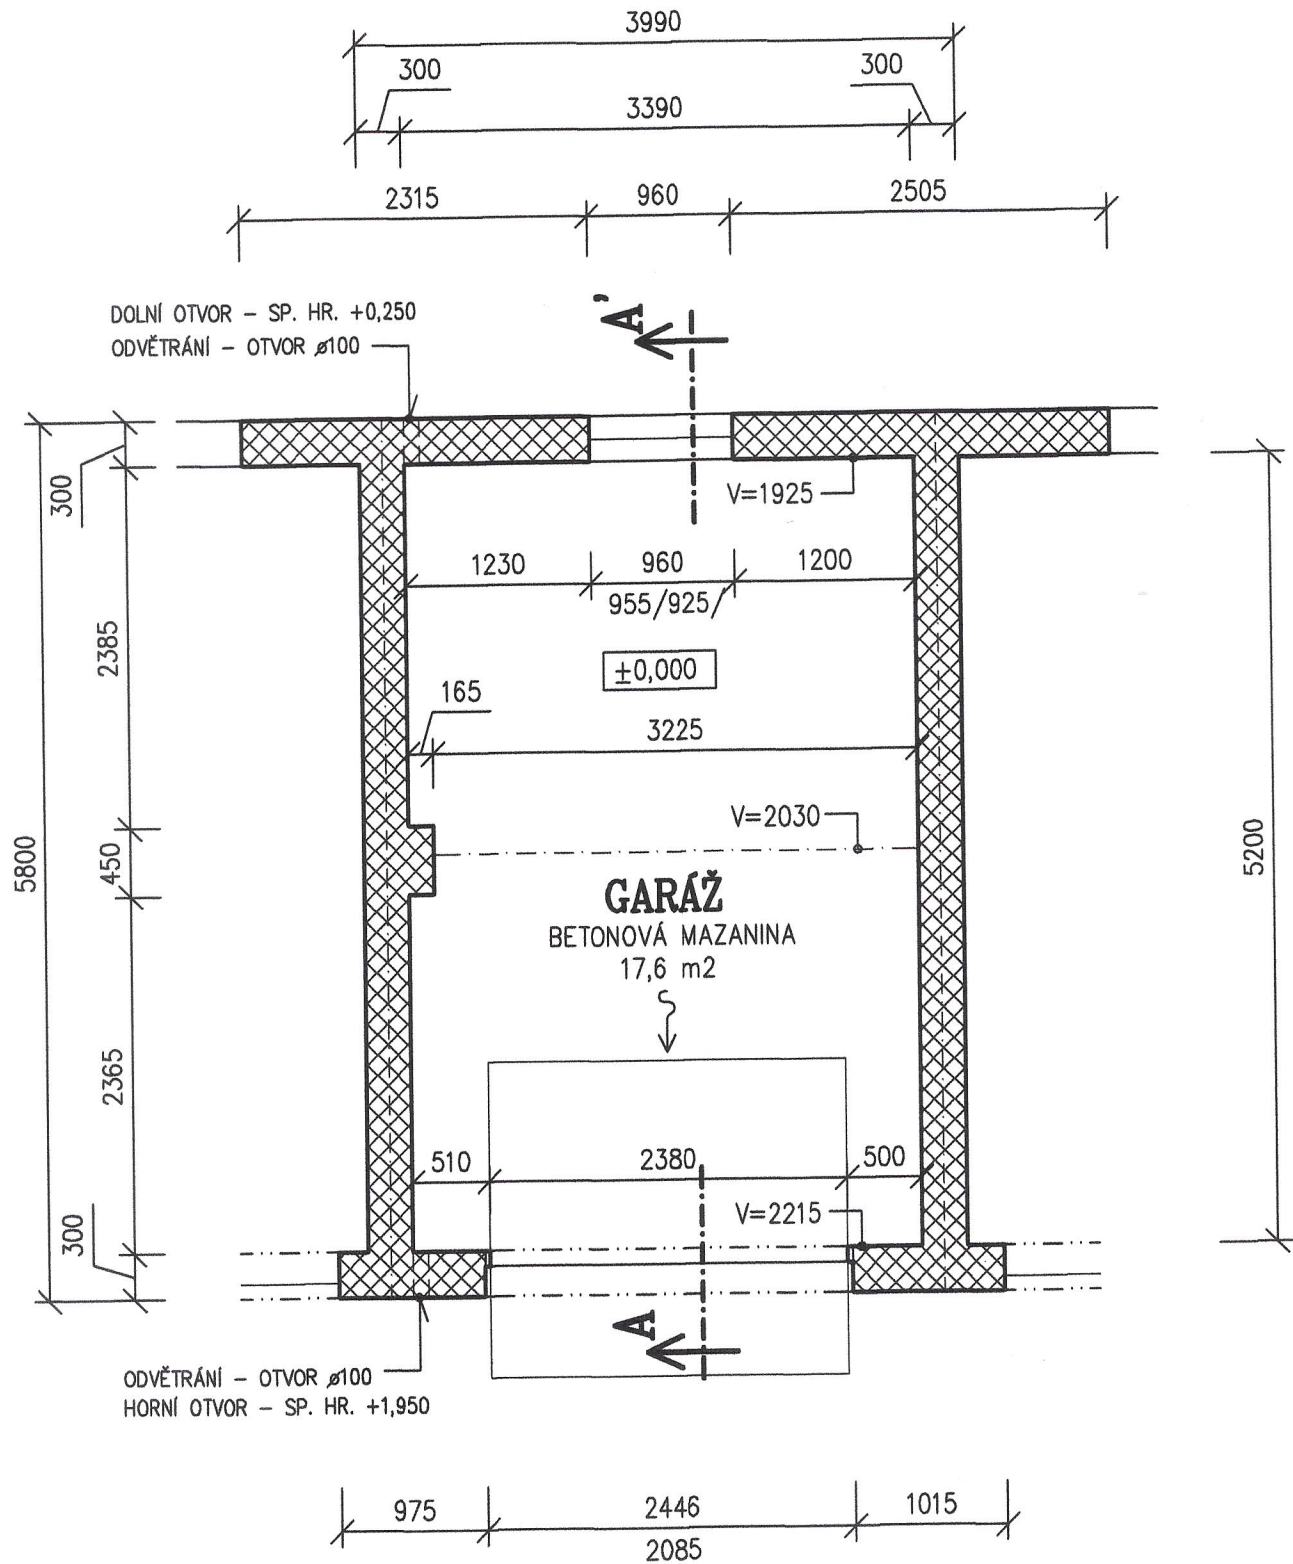 3990
300
300
3390
2315
960
2505
A'
DOLNÍ OTVOR – SP. HR. +0,250
ODVĚTRÁNÍ – OTVOR ⌀100
300
V=1925
1230
960
1200
955/925/
2385
±0,000
165
3225
V=2030
450
5800
5200
GARÁŽ
BETONOVÁ MAZANINA
17,6 m2
2365
510
2380
500
V=2215
300
A
ODVĚTRÁNÍ – OTVOR ⌀100
HORNÍ OTVOR – SP. HR. +1,950
975
2446
1015
2085